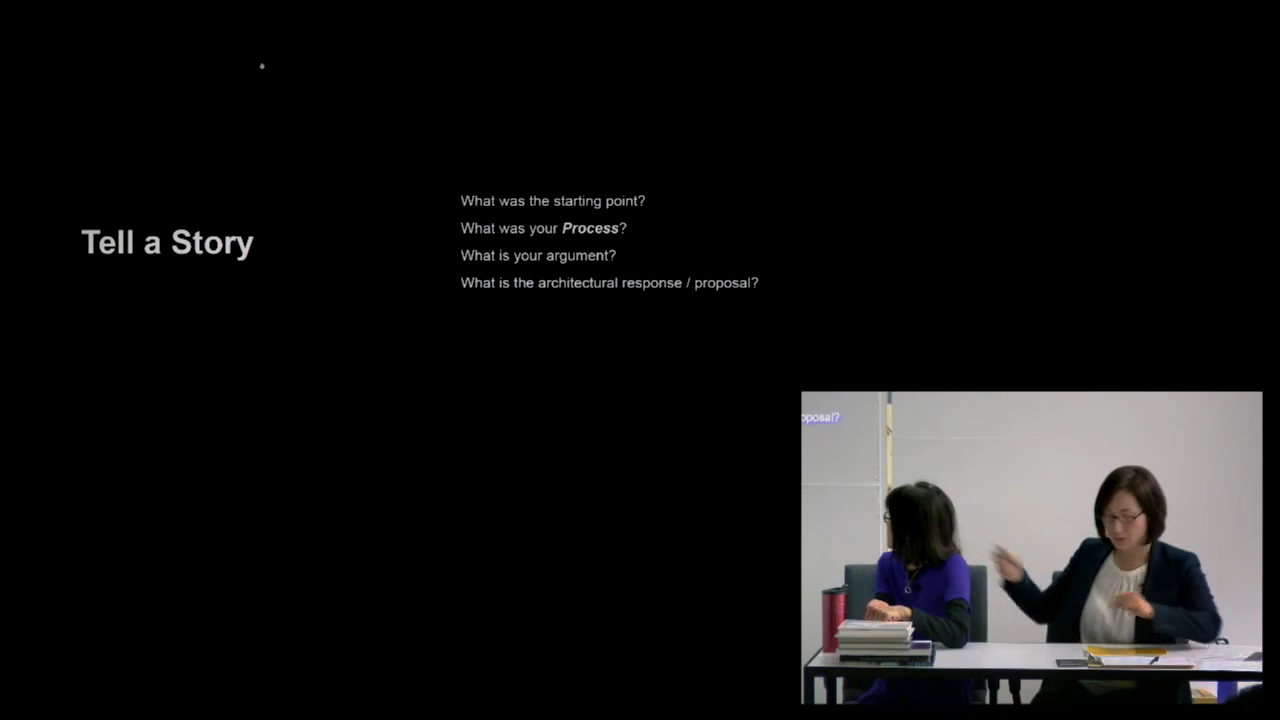 Tell a Story
What was the starting point?
What was your Process?
What is your argument?
What is the architectural response / proposal?
oposal?